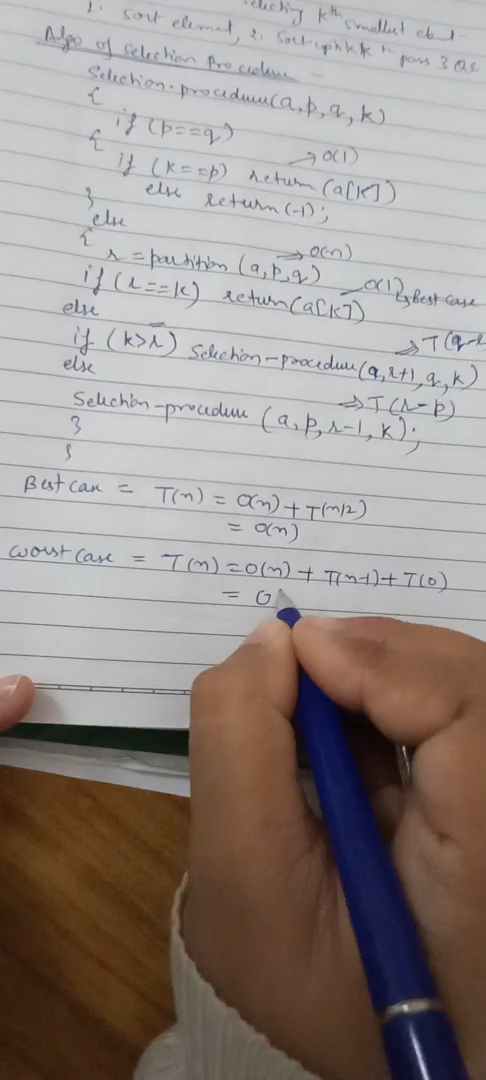 selecting kth smallest elent
1. sort element, 2. sort upto kth pass 3 Q.S
Algo of selection Procedure
Selection-procedure(a, p, q, k)
{
if (p==q)
{ → O(1)
if (k==p) return (a[k])
else return(-1);
}
else
{ → O(n)
r = partition (a, p, q)
if (r==k) return(a[k]) → O(1) Best case
else
if (k>r) Selection-procedure(a, r+1, q, k) ⇒ T(q-r
else ⇒ T(r-p)
Selection-procedure (a, p, r-1, k);
}
}
Best case = T(n) = O(n) + T(n/2)
= O(n)
Worst case = T(n) = O(n) + T(n-1) + T(0)
= O